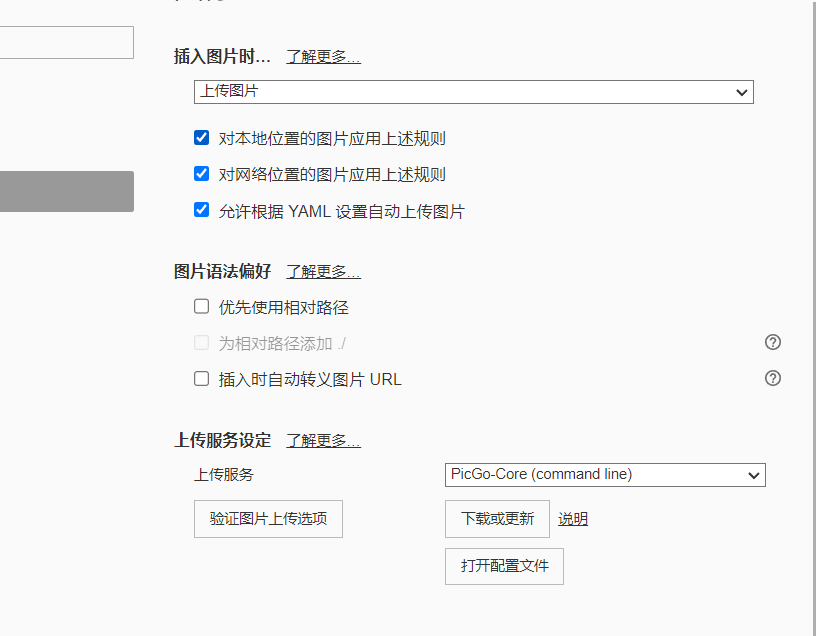 插入图片时... 了解更多...
上传图片
对本地位置的图片应用上述规则
对网络位置的图片应用上述规则
允许根据 YAML 设置自动上传图片
图片语法偏好 了解更多...
优先使用相对路径
为相对路径添加 ./
插入时自动转义图片 URL
上传服务设定 了解更多...
上传服务 PicGo-Core (command line)
验证图片上传选项 下载或更新 说明
打开配置文件